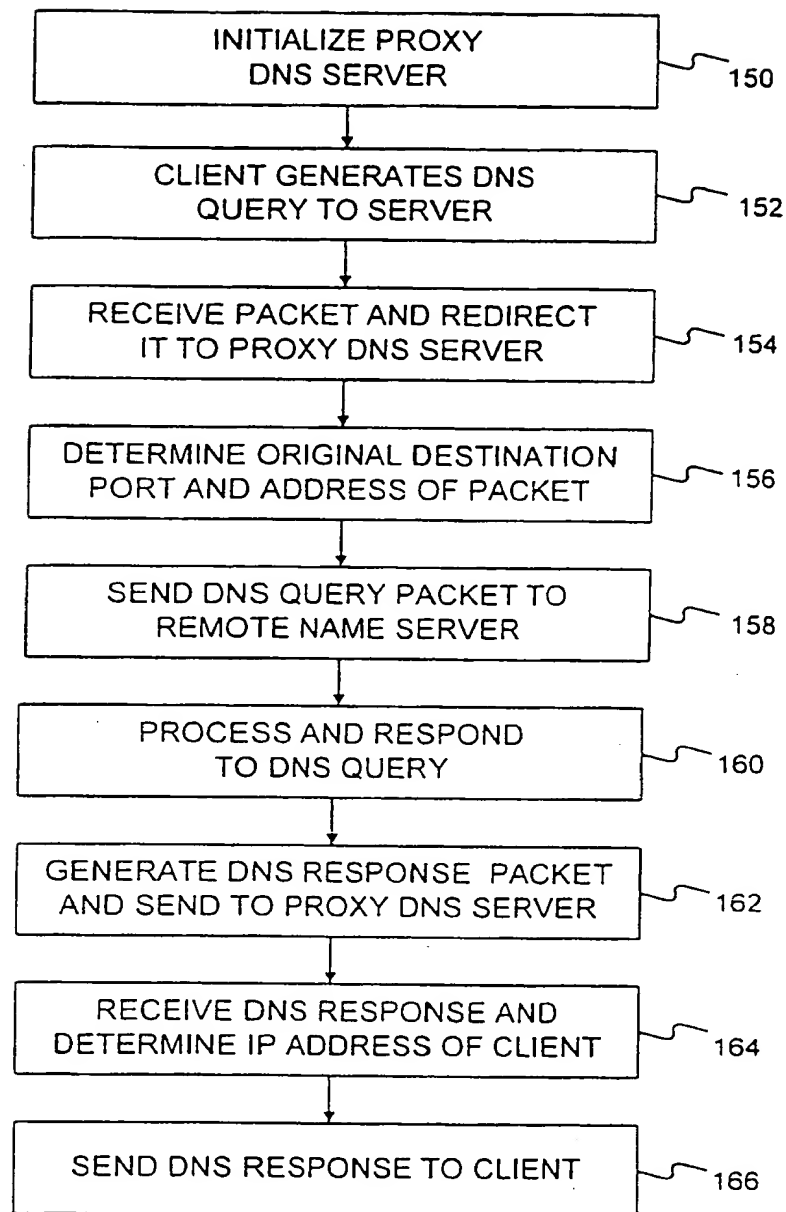 INITIALIZE PROXY
DNS SERVER
150
CLIENT GENERATES DNS
QUERY TO SERVER
152
RECEIVE PACKET AND REDIRECT
IT TO PROXY DNS SERVER
154
DETERMINE ORIGINAL DESTINATION
PORT AND ADDRESS OF PACKET
156
SEND DNS QUERY PACKET TO
REMOTE NAME SERVER
158
PROCESS AND RESPOND
TO DNS QUERY
160
GENERATE DNS RESPONSE PACKET
AND SEND TO PROXY DNS SERVER
162
RECEIVE DNS RESPONSE AND
DETERMINE IP ADDRESS OF CLIENT
164
SEND DNS RESPONSE TO CLIENT
166